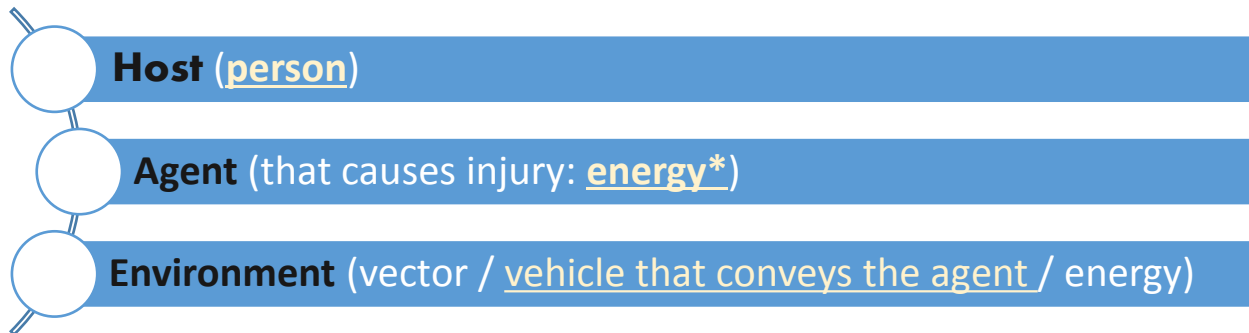 Host (person)
Agent (that causes injury: energy*)
Environment (vector / vehicle that conveys the agent / energy)